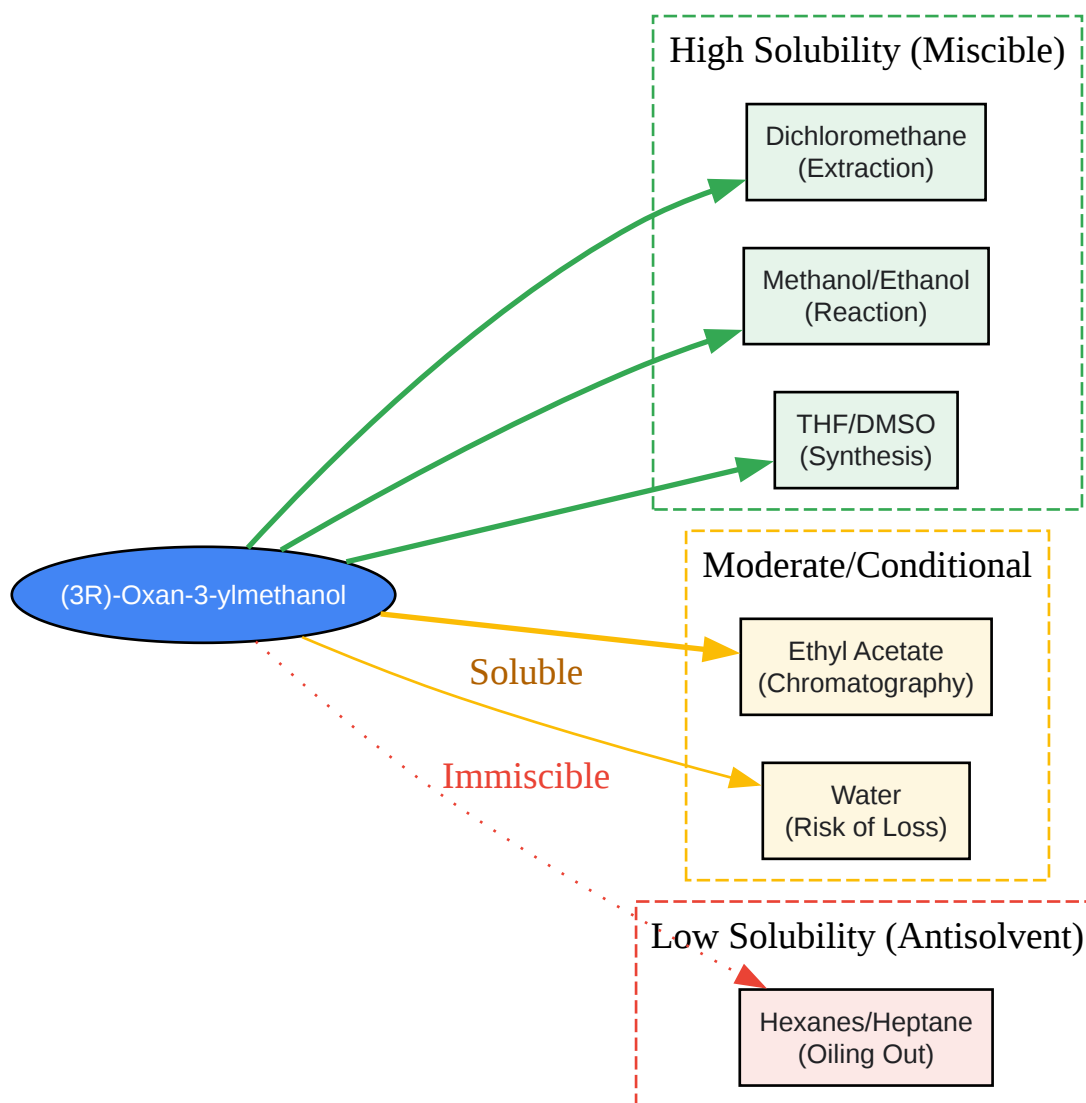 High Solubility (Miscible)
Dichloromethane
(Extraction)
Methanol/Ethanol
(Reaction)
THF/DMSO
(Synthesis)
(3R)-Oxan-3-ylmethanol
Moderate/Conditional
Ethyl Acetate
(Chromatography)
Soluble
Immiscible
Water
(Risk of Loss)
Low Solubility (Antisolvent)
Hexanes/Heptane
(Oiling Out)